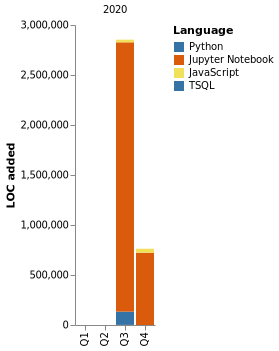 2020
Language
Python
Jupyter Notebook
JavaScript
TSQL
LOC added
3,000,000
2,500,000
2,000,000
1,500,000
1,000,000
500,000
0
Q1
Q2
Q3
Q4